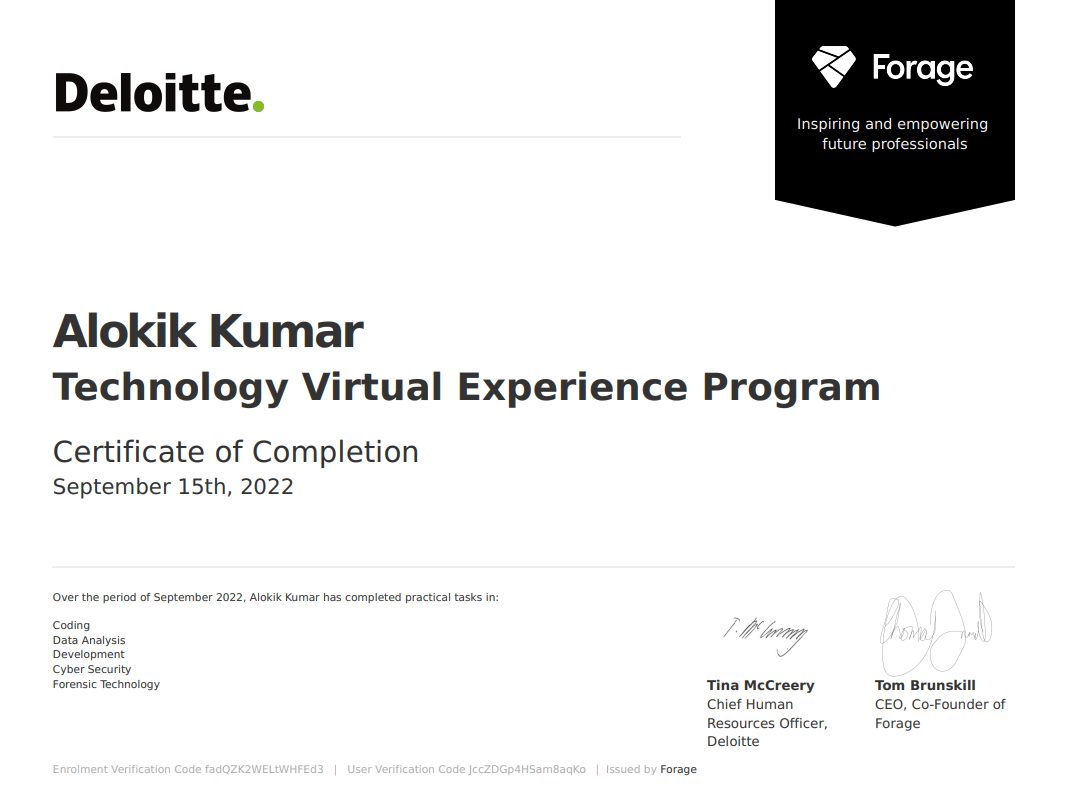 Deloitte.
Forage
Inspiring and empowering
future professionals
Alokik Kumar
Technology Virtual Experience Program
Certificate of Completion
September 15th, 2022
Over the period of September 2022, Alokik Kumar has completed practical tasks in:
Coding
Data Analysis
Development
Cyber Security
Forensic Technology
T. McCreery
Tina McCreery
Chief Human
Resources Officer,
Deloitte
Tom Brunskill
CEO, Co-Founder of
Forage
Enrolment Verification Code fadQZK2WELtWHFEd3 | User Verification Code JccZDGp4HSam8aqKo | Issued by Forage